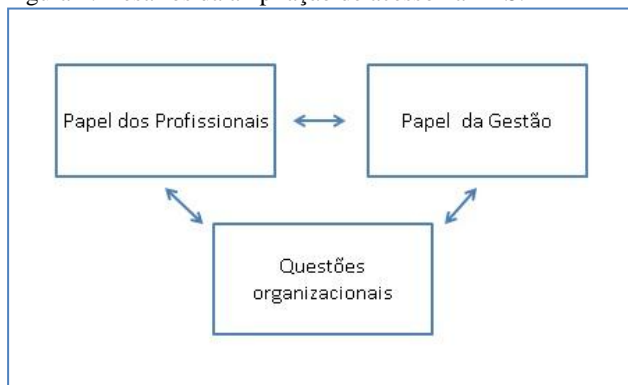 Papel dos Profissionais
Papel da Gestão
Questões
organizacionais